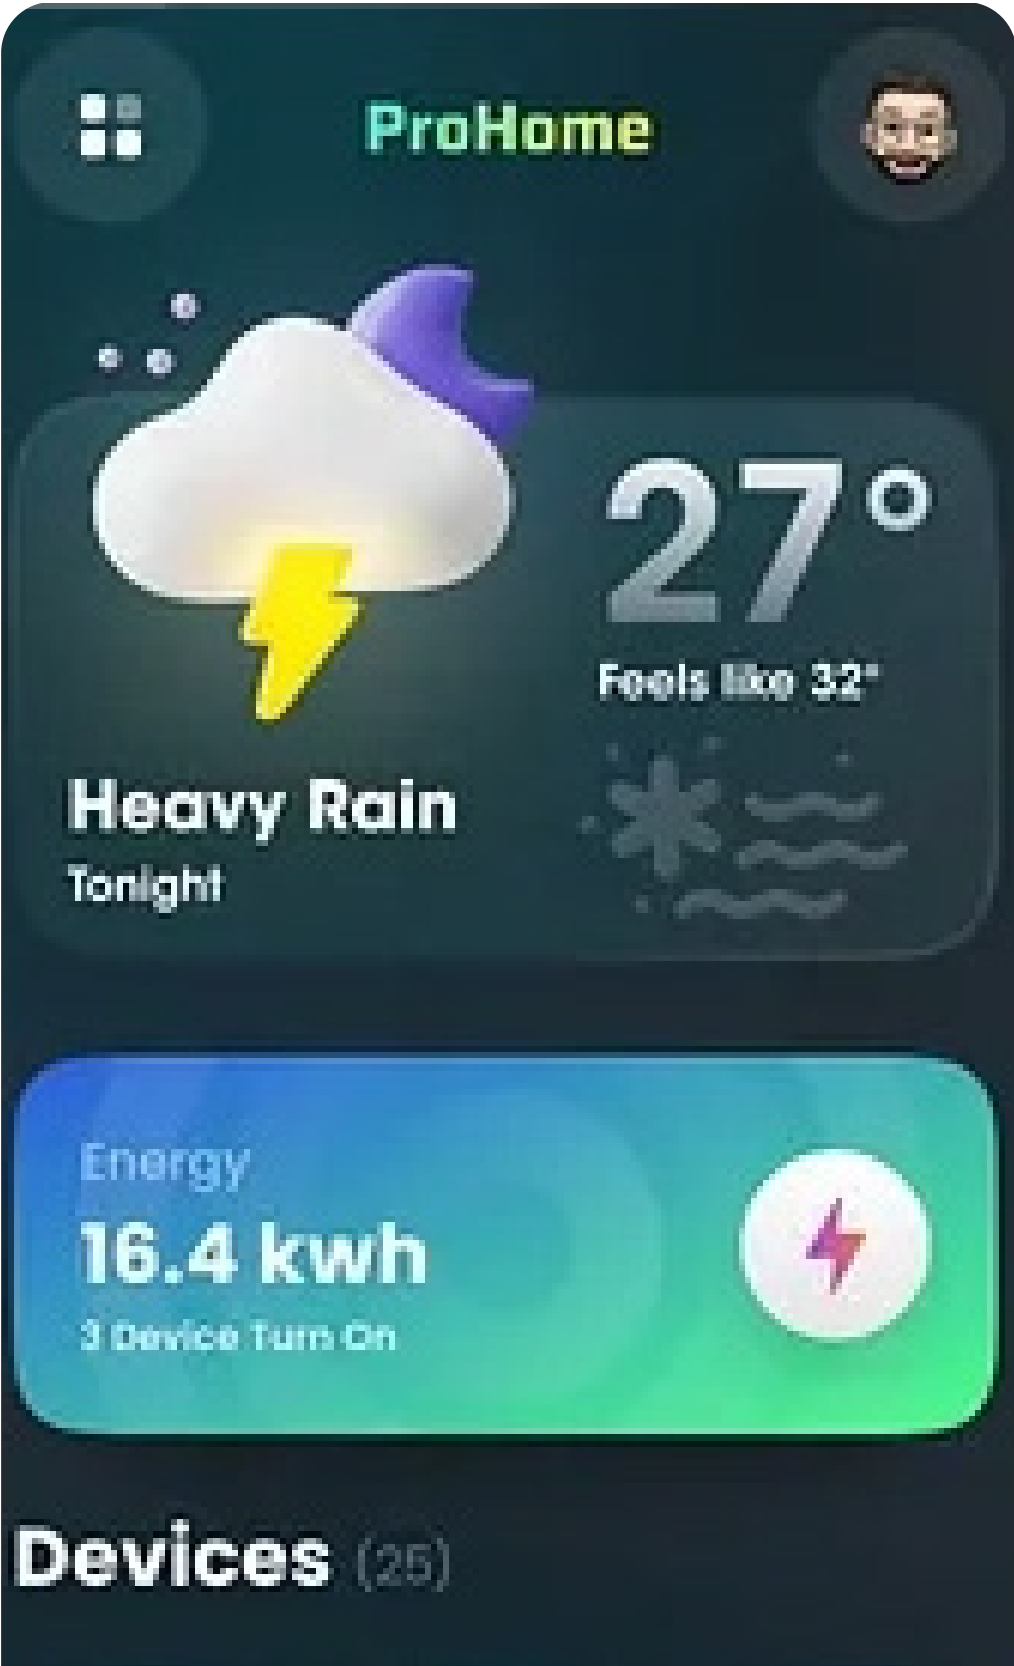 ProHome
27°
Feels like 32°
Heavy Rain
Tonight
Energy
16.4 kwh
3 Device Turn On
Devices (25)